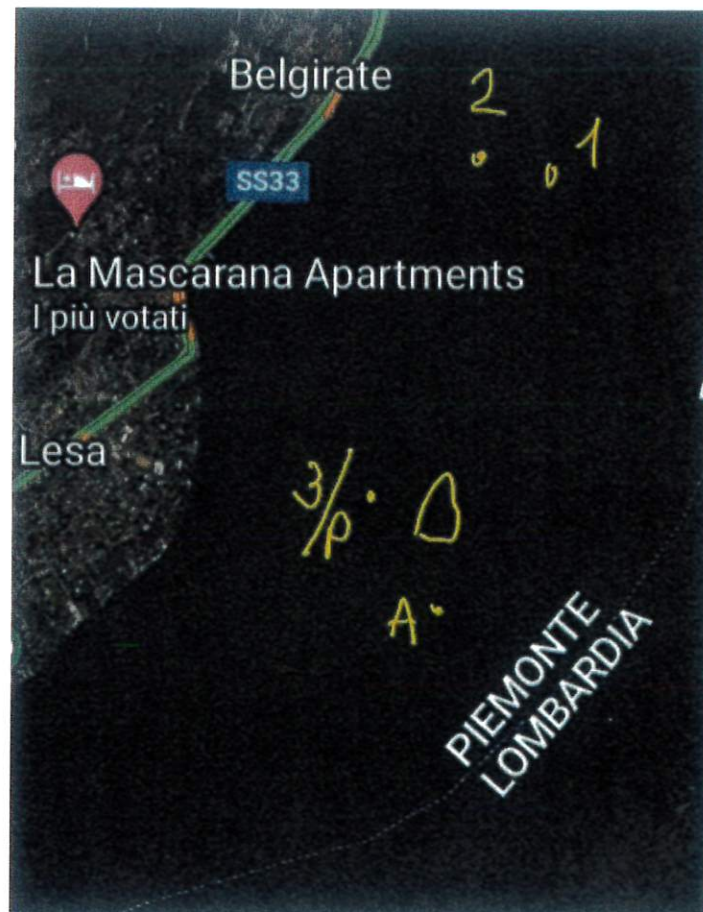 Belgirate
2
1
SS33
La Mascarana Apartments
I più votati
Lesa
3/p
A
PIEMONTE
LOMBARDIA